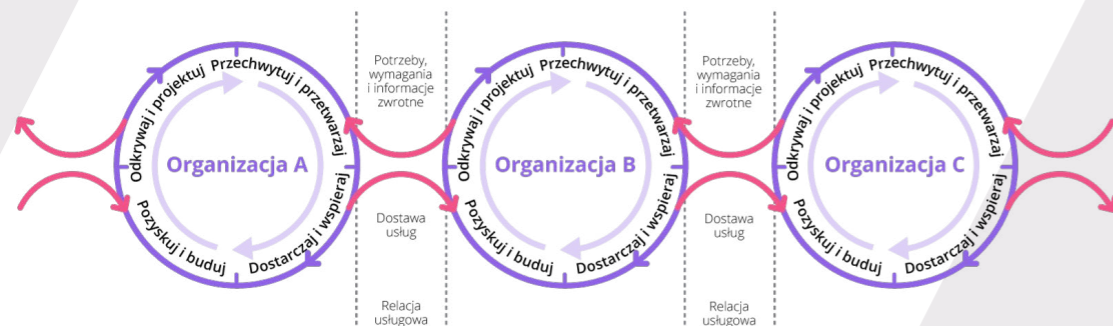 Odkrywaj i projektuj
Przechwytuj i przetwarzaj
Organizacja A
Pozyskuj i buduj
Dostarczaj i wspieraj
Potrzeby,
wymagania
i informacje
zwrotne
Dostawa
usług
Relacja
usługowa
Odkrywaj i projektuj
Przechwytuj i przetwarzaj
Organizacja B
Pozyskuj i buduj
Dostarczaj i wspieraj
Potrzeby,
wymagania
i informacje
zwrotne
Dostawa
usług
Relacja
usługowa
Odkrywaj i projektuj
Przechwytuj i przetwarzaj
Organizacja C
Pozyskuj i buduj
Dostarczaj i wspieraj